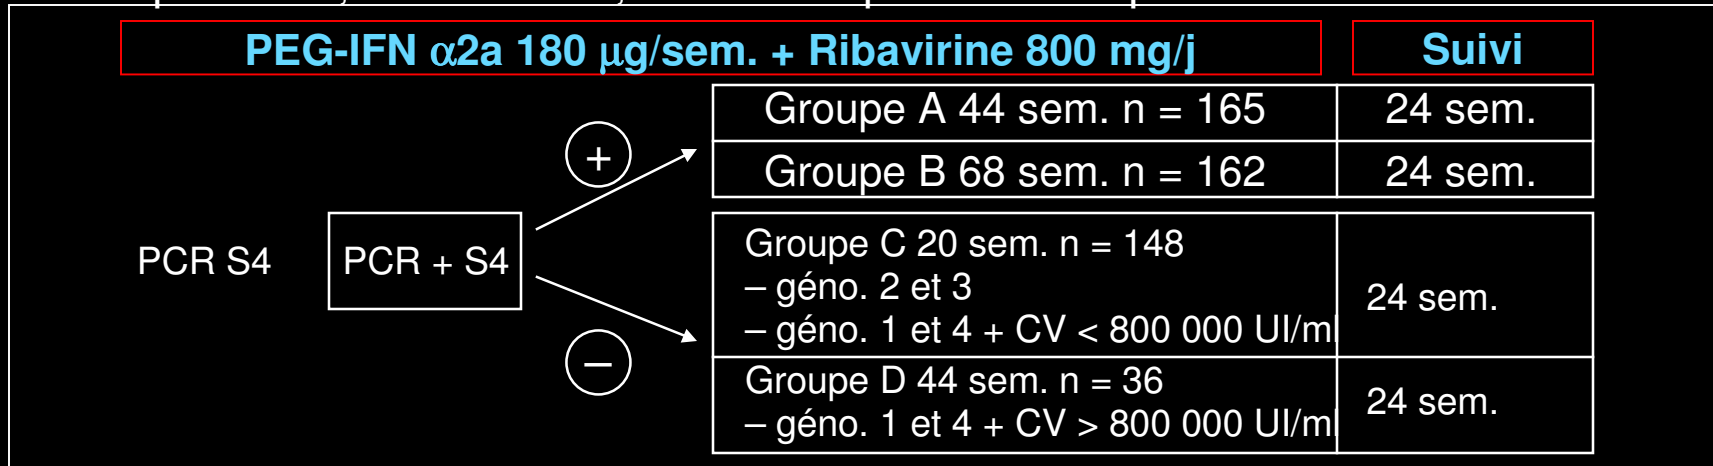 PEG-IFN α2a 180 μg/sem. + Ribavirine 800 mg/j Suivi
Groupe A 44 sem. n = 165 24 sem.
+
Groupe B 68 sem. n = 162 24 sem.
PCR S4 PCR + S4
Groupe C 20 sem. n = 148
– géno. 2 et 3
– géno. 1 et 4 + CV < 800 000 UI/ml
24 sem.
–
Groupe D 44 sem. n = 36
– géno. 1 et 4 + CV > 800 000 UI/ml
24 sem.